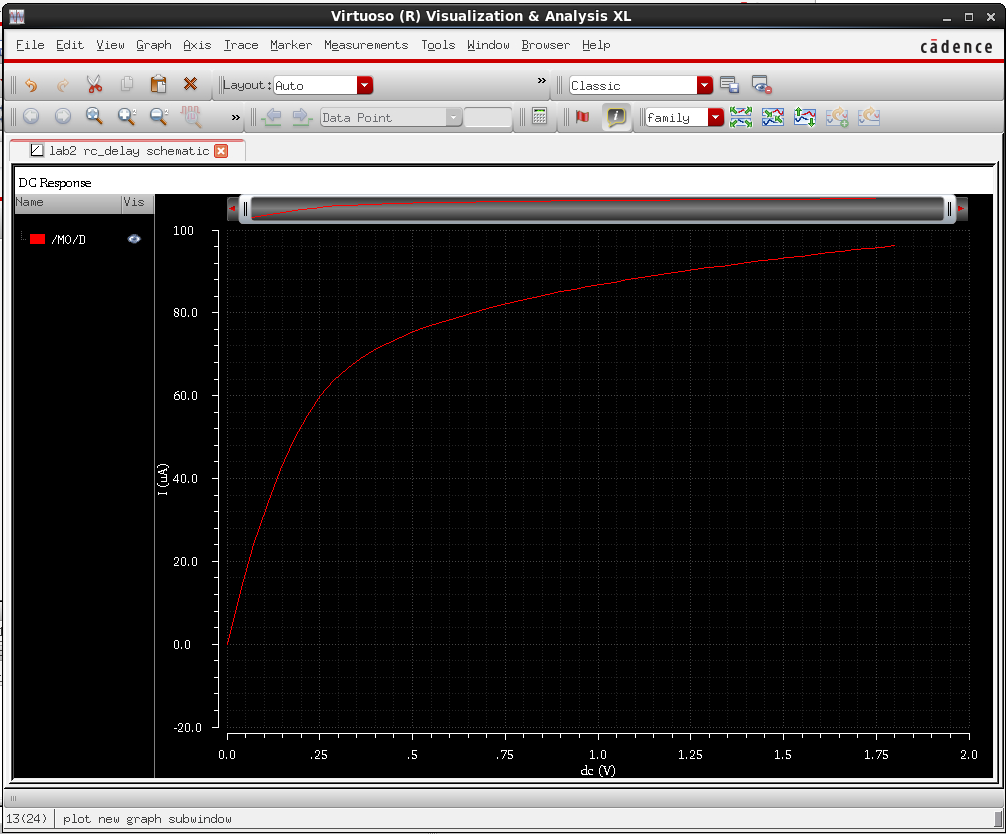 Virtuoso (R) Visualization & Analysis XL
File Edit View Graph Axis Trace Marker Measurements Tools Window Browser Help
cādence
Layout: Auto » Classic
» Data Point family
lab2 rc_delay schematic
DC Response
Name Vis
/M0/D
100
80.0
60.0
40.0
20.0
0.0
-20.0
I (uA)
0.0 .25 .5 .75 1.0 1.25 1.5 1.75 2.0
dc (V)
13(24) plot new graph subwindow